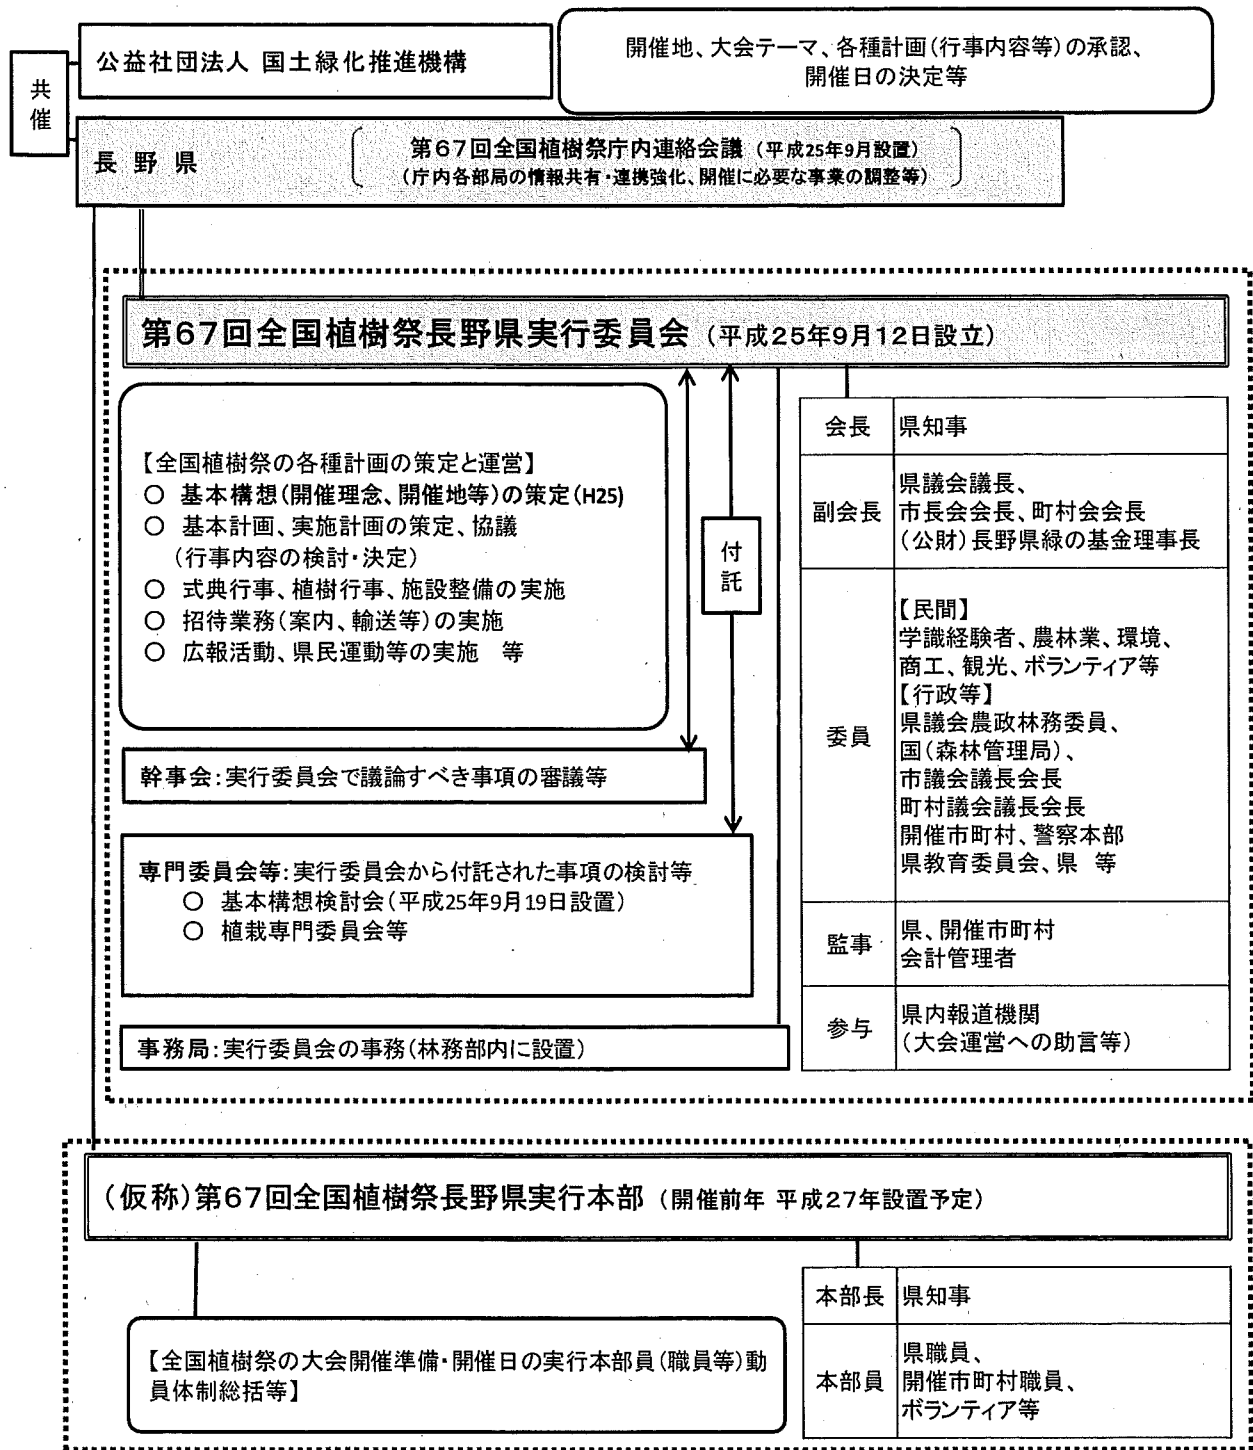 共催
公益社団法人 国土緑化推進機構
開催地、大会テーマ、各種計画(行事内容等)の承認、
開催日の決定等
長 野 県
第67回全国植樹祭庁内連絡会議 (平成25年9月設置)
(庁内各部局の情報共有・連携強化、開催に必要な事業の調整等)
第67回全国植樹祭長野県実行委員会 (平成25年9月12日設立)
【全国植樹祭の各種計画の策定と運営】
○ 基本構想(開催理念、開催地等)の策定(H25)
○ 基本計画、実施計画の策定、協議
(行事内容の検討・決定)
○ 式典行事、植樹行事、施設整備の実施
○ 招待業務(案内、輸送等)の実施
○ 広報活動、県民運動等の実施 等
付託
幹事会:実行委員会で議論すべき事項の審議等
専門委員会等:実行委員会から付託された事項の検討等
○ 基本構想検討会(平成25年9月19日設置)
○ 植栽専門委員会等
事務局:実行委員会の事務(林務部内に設置)
会長 県知事
副会長
県議会議長、
市長会会長、町村会会長
(公財)長野県緑の基金理事長
委員
【民間】
学識経験者、農林業、環境、
商工、観光、ボランティア等
【行政等】
県議会農政林務委員、
国(森林管理局)、
市議会議長会長
町村議会議長会長
開催市町村、警察本部
県教育委員会、県 等
監事
県、開催市町村
会計管理者
参与
県内報道機関
(大会運営への助言等)
(仮称)第67回全国植樹祭長野県実行本部 (開催前年 平成27年設置予定)
【全国植樹祭の大会開催準備・開催日の実行本部員(職員等)動
員体制総括等】
本部長 県知事
本部員
県職員、
開催市町村職員、
ボランティア等